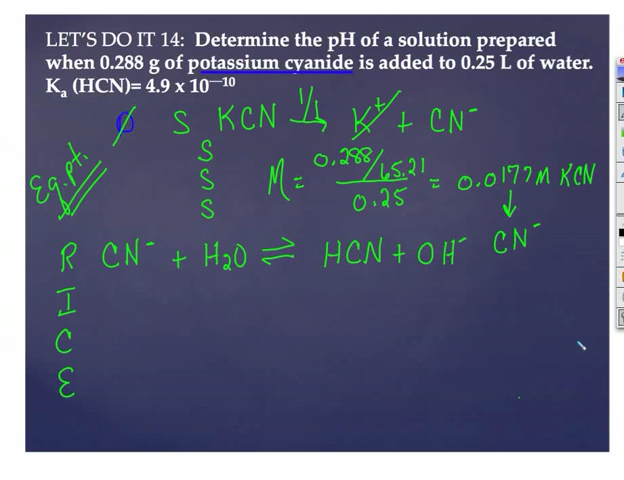 LET'S DO IT 14: Determine the pH of a solution prepared
when 0.288 g of potassium cyanide is added to 0.25 L of water.
Ka (HCN)= 4.9 x 10⁻¹⁰
S KCN 1/1 → K⁺ + CN⁻
Eq.pt.
S
S
S
M = 0.288/65.21 / 0.25 = 0.0177M KCN
↓
CN⁻
R CN⁻ + H₂O ⇌ HCN + OH⁻
I
C
E